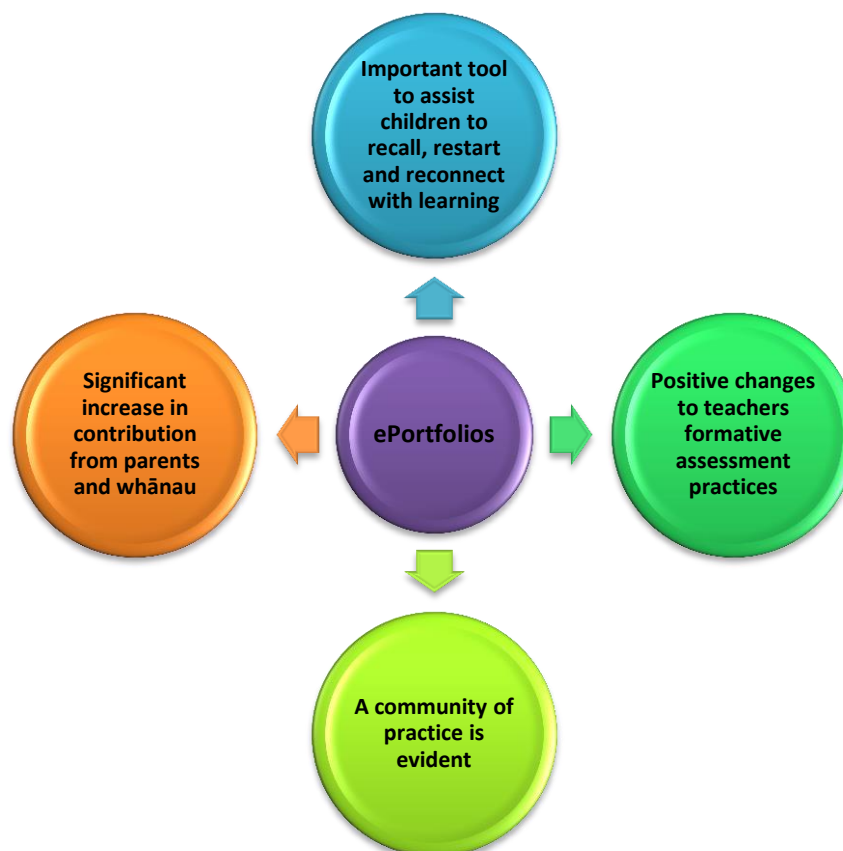 Important tool
to assist
children to
recall, restart
and reconnect
with learning
Significant
increase in
contribution
from parents
and whānau
ePortfolios
Positive changes
to teachers
formative
assessment
practices
A community of
practice is
evident